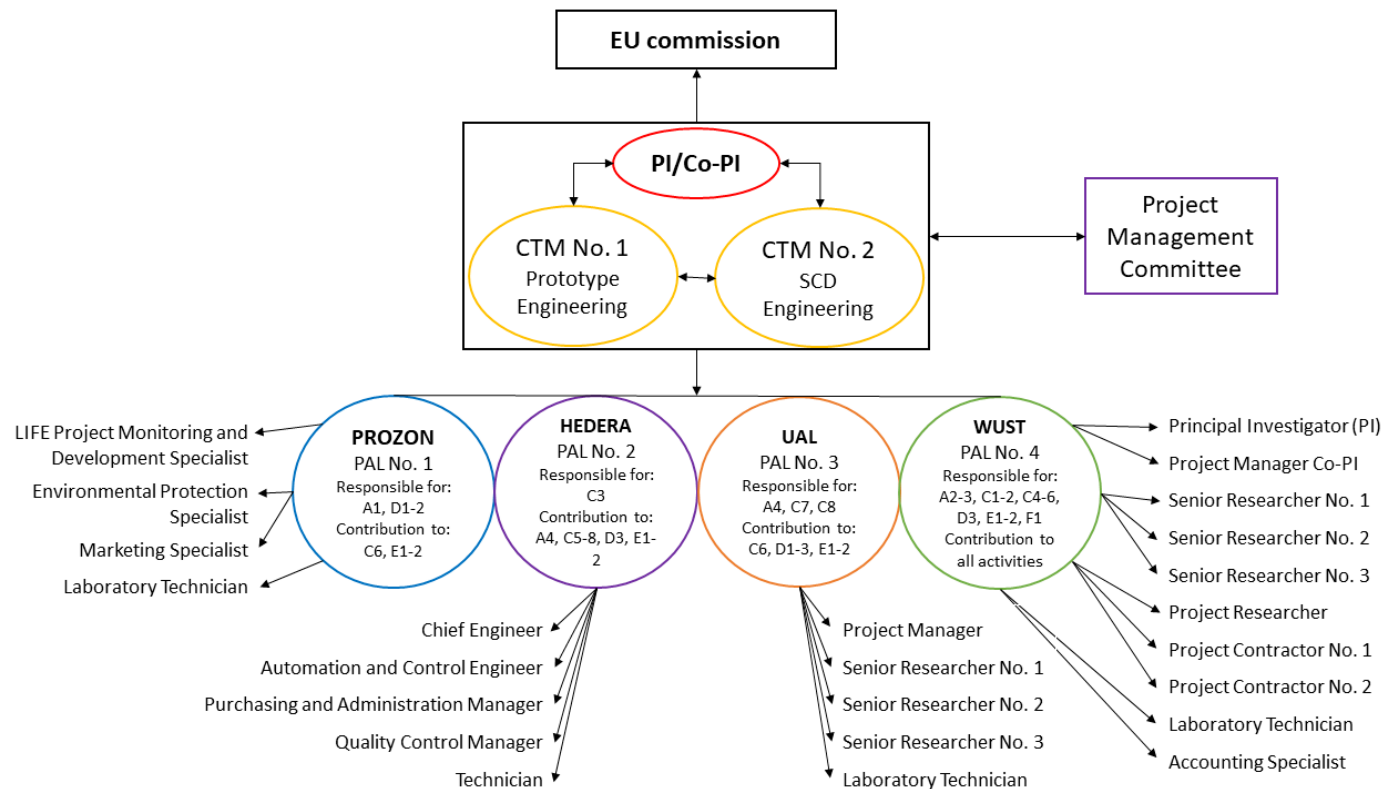 EU commission
PI/Co-PI
CTM No. 1
Prototype
Engineering
CTM No. 2
SCD
Engineering
Project
Management
Committee
PROZON
PAL No. 1
Responsible for:
A1, D1-2
Contribution to:
C6, E1-2
HEDERA
PAL No. 2
Responsible for:
C3
Contribution to:
A4, C5-8, D3, E1-
2
UAL
PAL No. 3
Responsible for:
A4, C7, C8
Contribution to:
C6, D1-3, E1-2
WUST
PAL No. 4
Responsible for:
A2-3, C1-2, C4-6,
D3, E1-2, F1
Contribution to
all activities
LIFE Project Monitoring and
Development Specialist
Environmental Protection
Specialist
Marketing Specialist
Laboratory Technician
Chief Engineer
Automation and Control Engineer
Purchasing and Administration Manager
Quality Control Manager
Technician
Project Manager
Senior Researcher No. 1
Senior Researcher No. 2
Senior Researcher No. 3
Laboratory Technician
Principal Investigator (PI)
Project Manager Co-PI
Senior Researcher No. 1
Senior Researcher No. 2
Senior Researcher No. 3
Project Researcher
Project Contractor No. 1
Project Contractor No. 2
Laboratory Technician
Accounting Specialist